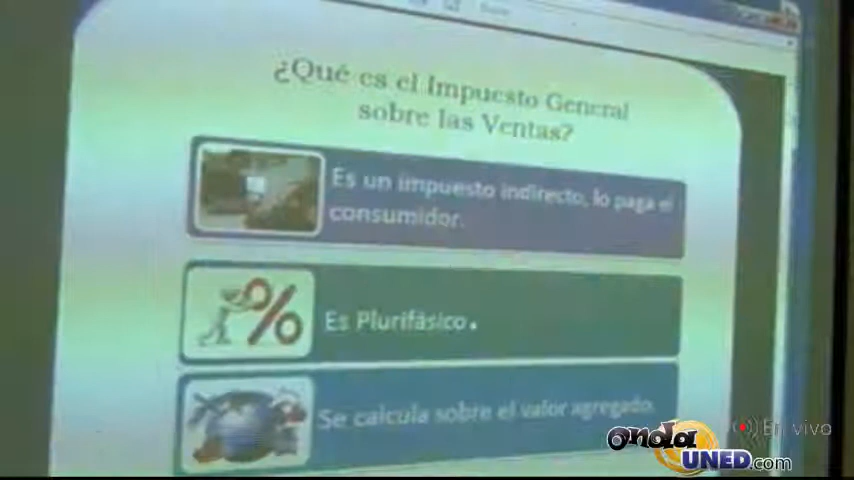 ¿Qué es el Impuesto General
sobre las Ventas?
Es un impuesto indirecto, lo paga el
consumidor.
Es Plurifásico.
Se calcula sobre el valor agregado.
En vivo
onda
UNED.com